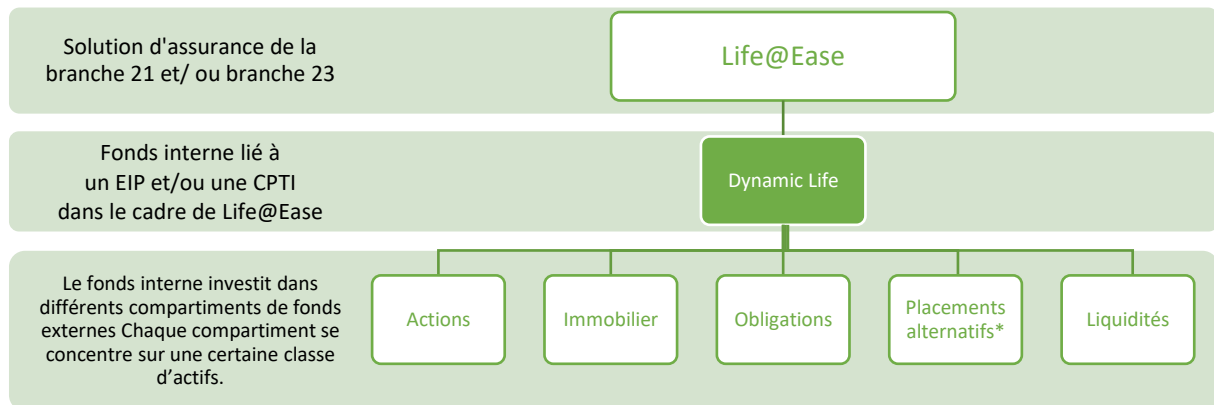 Solution d'assurance de la
branche 21 et/ ou branche 23
Life@Ease
Fonds interne lié à
un EIP et/ou une CPTI
dans le cadre de Life@Ease
Dynamic Life
Le fonds interne investit dans
différents compartiments de fonds
externes Chaque compartiment se
concentre sur une certaine classe
d’actifs.
Actions
Immobilier
Obligations
Placements
alternatifs*
Liquidités